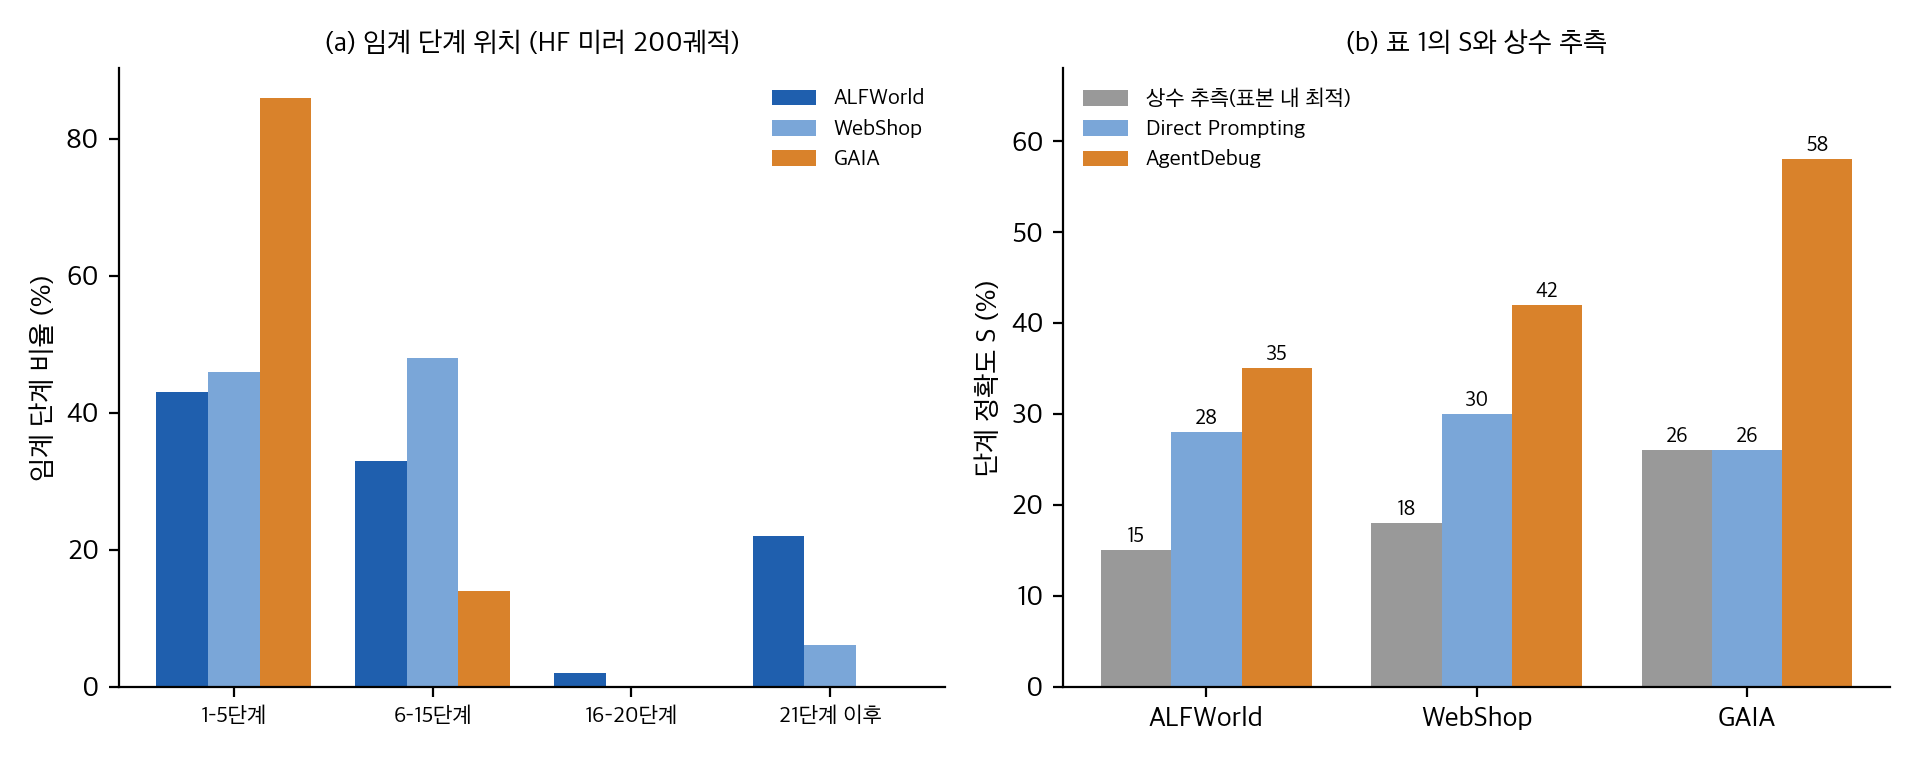 (a) 임계 단계 위치 (HF 미러 200궤적)
ALFWorld
WebShop
GAIA
임계 단계 비율 (%)
80
60
40
20
0
1-5단계
6-15단계
16-20단계
21단계 이후
(b) 표 1의 S와 상수 추측
상수 추측(표본 내 최적)
Direct Prompting
AgentDebug
단계 정확도 S (%)
60
50
40
30
20
10
0
15
28
35
18
30
42
26
26
58
ALFWorld
WebShop
GAIA